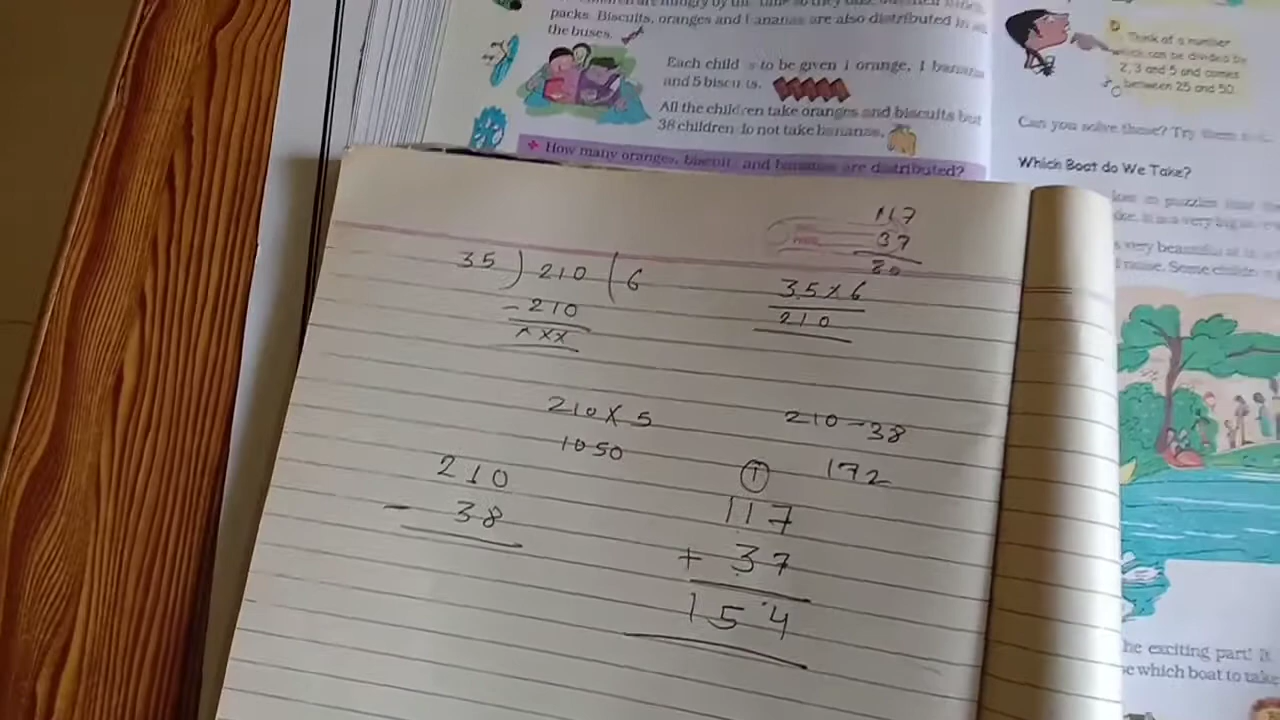 packs. Biscuits, oranges and bananas are also distributed in
the buses.
Each child is to be given 1 orange, 1 banana
and 5 biscuits.
All the children take oranges and biscuits but
38 children do not take bananas.
How many oranges, biscuits and bananas are distributed?
Think of a number
which can be divided by
2, 3 and 5 and comes
between 25 and 50.
Can you solve these? Try them
Which Boat do We Take?
117
37
35 ) 210 ( 6
- 210
xxx
35 x 6
210
210 x 5
1050
210 - 38
172
210
- 38
117
+ 37
154
he exciting part! It
which boat to take